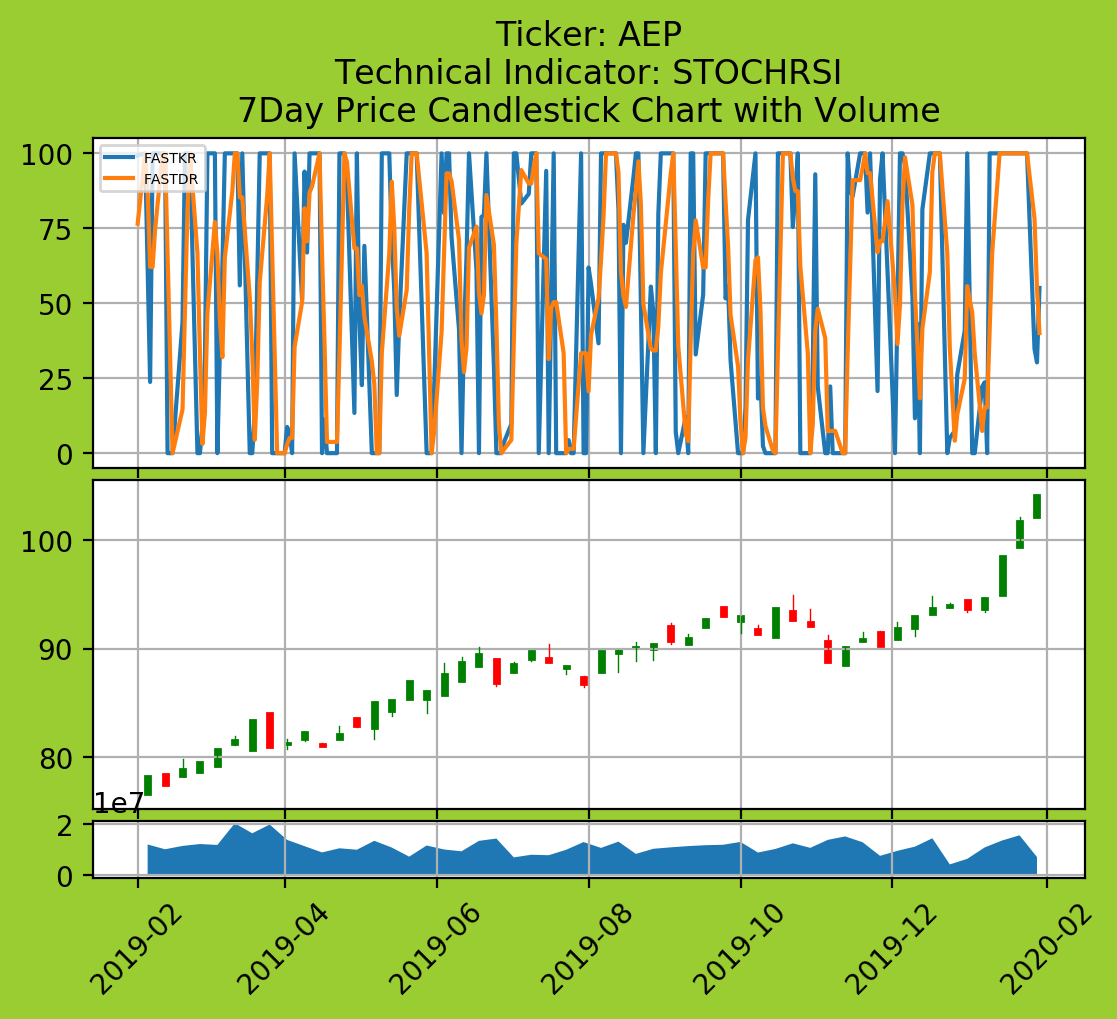 Ticker: AEP
Technical Indicator: STOCHRSI
7Day Price Candlestick Chart with Volume
100
75
50
25
0
FASTKR
FASTDR
100
90
80
1e7
2
0
2019-02
2019-04
2019-06
2019-08
2019-10
2019-12
2020-02